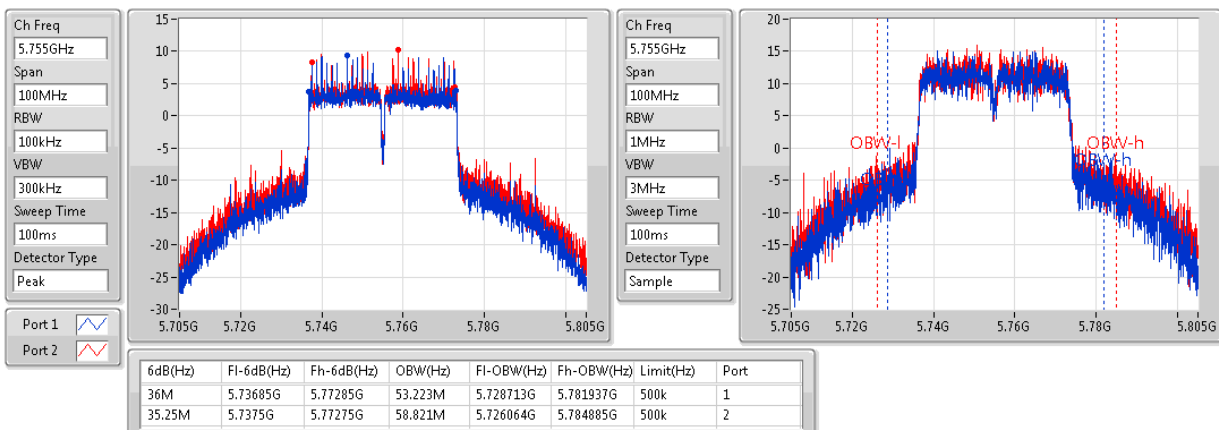 Ch Freq
5.755GHz
Span
100MHz
RBW
100kHz
VBW
300kHz
Sweep Time
100ms
Detector Type
Peak
Port 1
Port 2
15
10
5
0
-5
-10
-15
-20
-25
-30
5.705G 5.72G 5.74G 5.76G 5.78G 5.805G
Ch Freq
5.755GHz
Span
100MHz
RBW
1MHz
VBW
3MHz
Sweep Time
100ms
Detector Type
Sample
20
15
10
5
0
-5
-10
-15
-20
-25
OBW-l OBW-h
5.705G 5.72G 5.74G 5.76G 5.78G 5.805G
6dB(Hz) Fl-6dB(Hz) Fh-6dB(Hz) OBW(Hz) Fl-OBW(Hz) Fh-OBW(Hz) Limit(Hz) Port
36M 5.73685G 5.77285G 53.223M 5.728713G 5.781937G 500k 1
35.25M 5.7375G 5.77275G 58.821M 5.726064G 5.784885G 500k 2